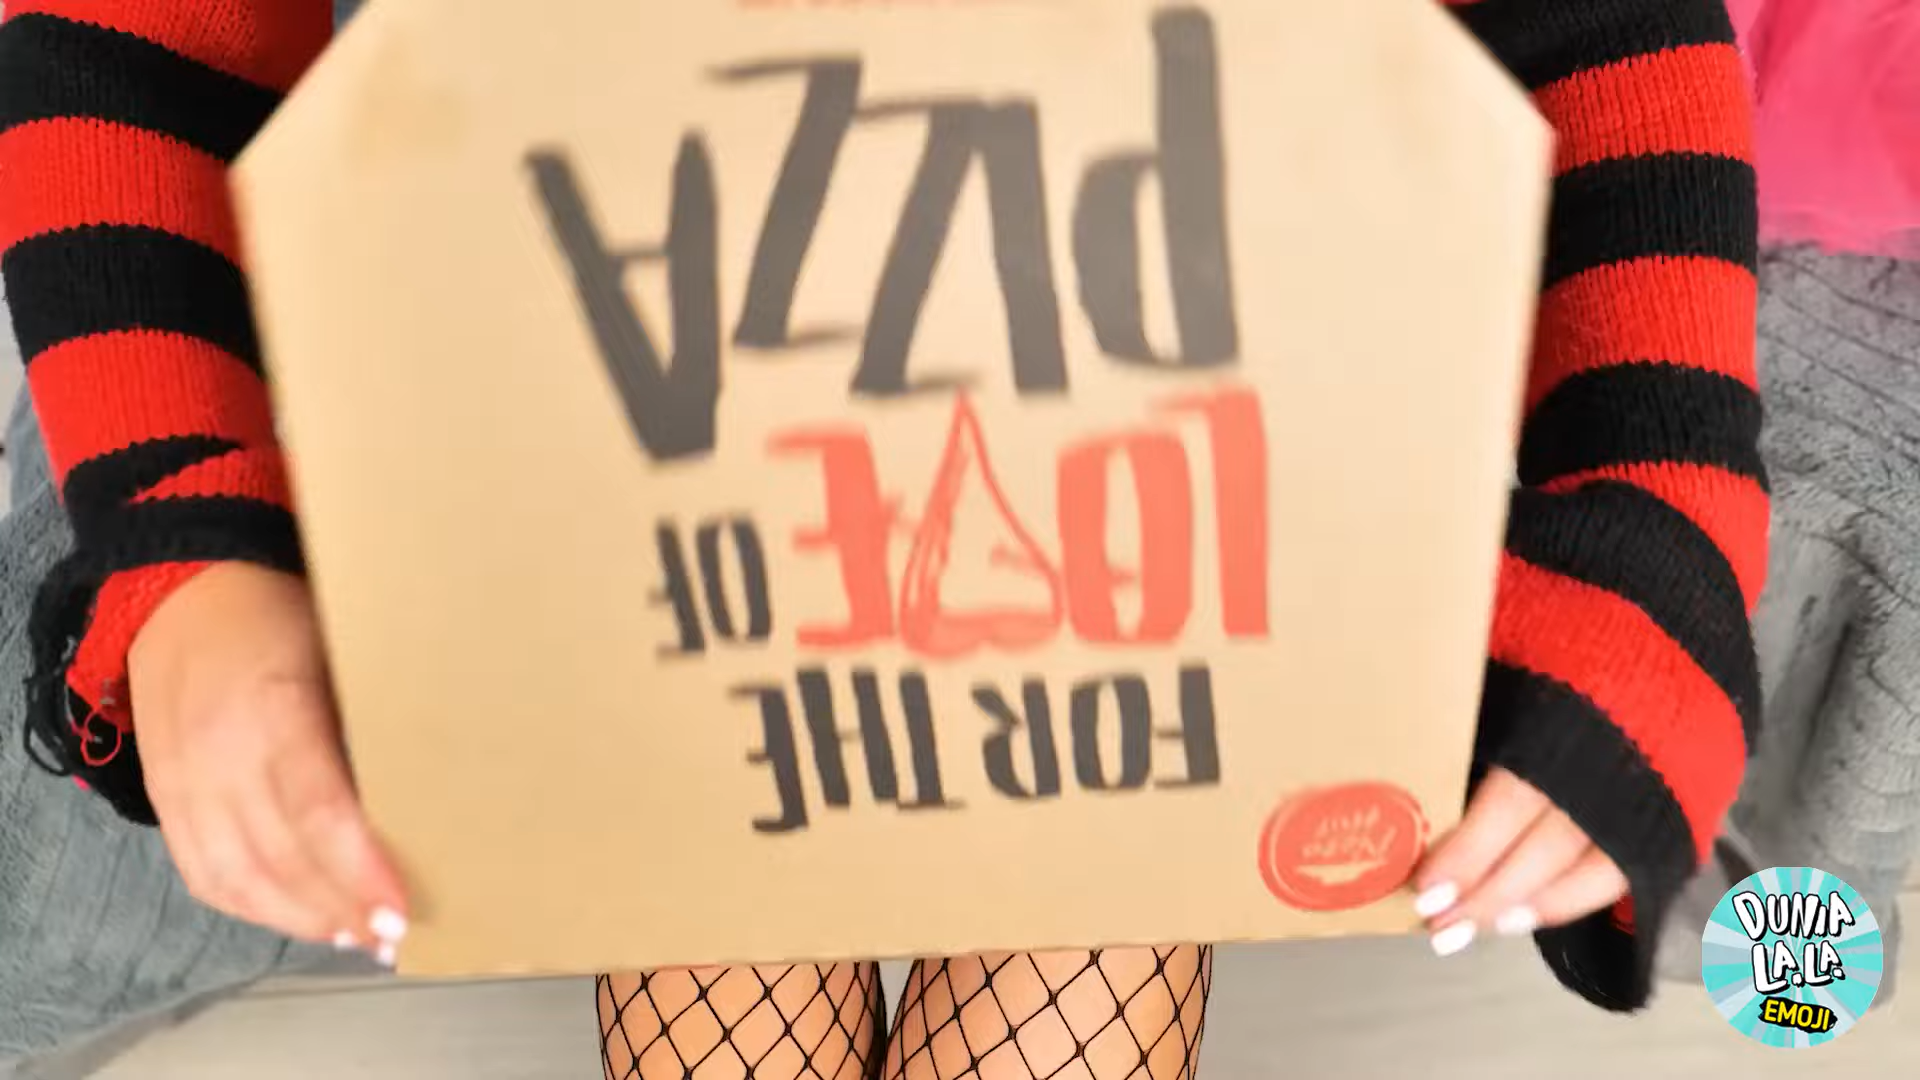 FOR THE
LOVE OF
PIZZA
DUNIA
LA.LA.
EMOJI